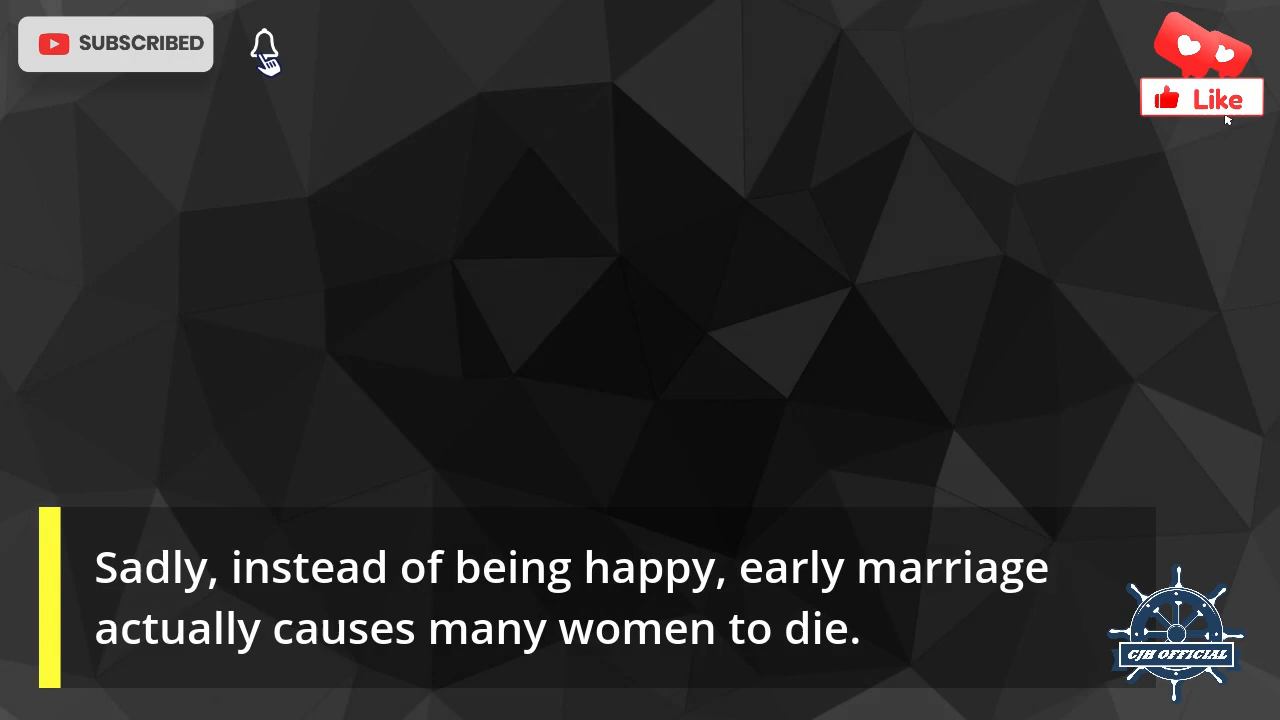 SUBSCRIBED
Like
Sadly, instead of being happy, early marriage
actually causes many women to die.
CJH OFFICIAL